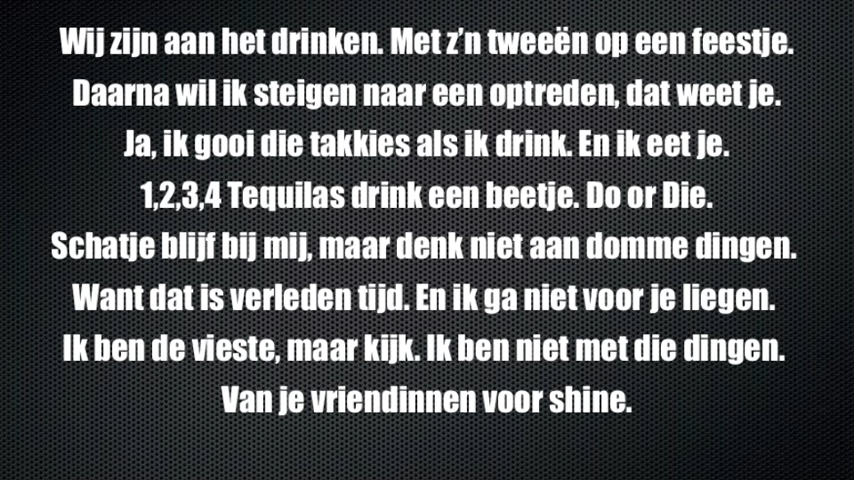 Wij zijn aan het drinken. Met z’n tweeën op een feestje.
Daarna wil ik steigen naar een optreden, dat weet je.
Ja, ik gooi die takkies als ik drink. En ik eet je.
1,2,3,4 Tequilas drink een beetje. Do or Die.
Schatje blijf bij mij, maar denk niet aan domme dingen.
Want dat is verleden tijd. En ik ga niet voor je liegen.
Ik ben de vieste, maar kijk. Ik ben niet met die dingen.
Van je vriendinnen voor shine.